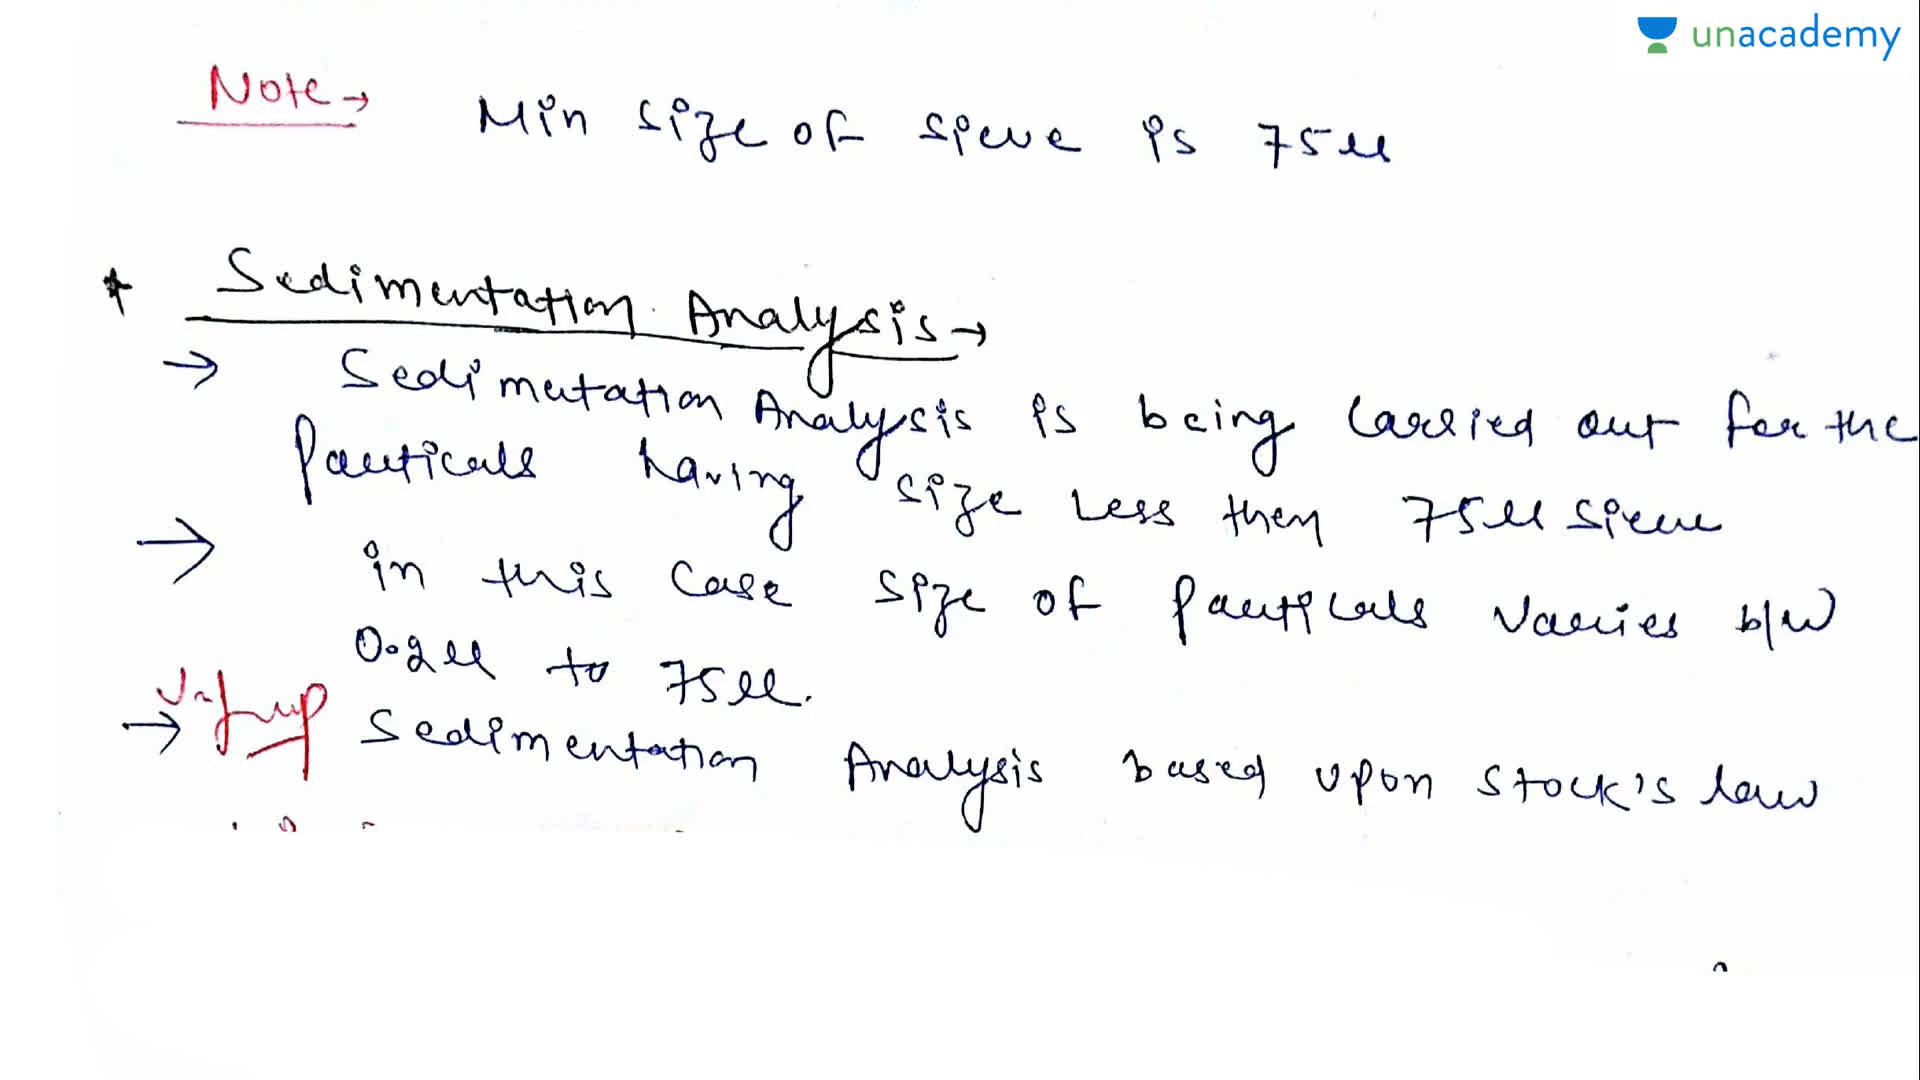 unacademy
Note → Min size of sieve is 75μ
* Sedimentation Analysis →
→ Sedimetation Analysis is being carried out for the
Particals having size Less then 75μ sieve
→ in this case size of particals varies b/w
0.2μ to 75μ.
→ V.Imp Sedimentation Analysis based upon stock's law